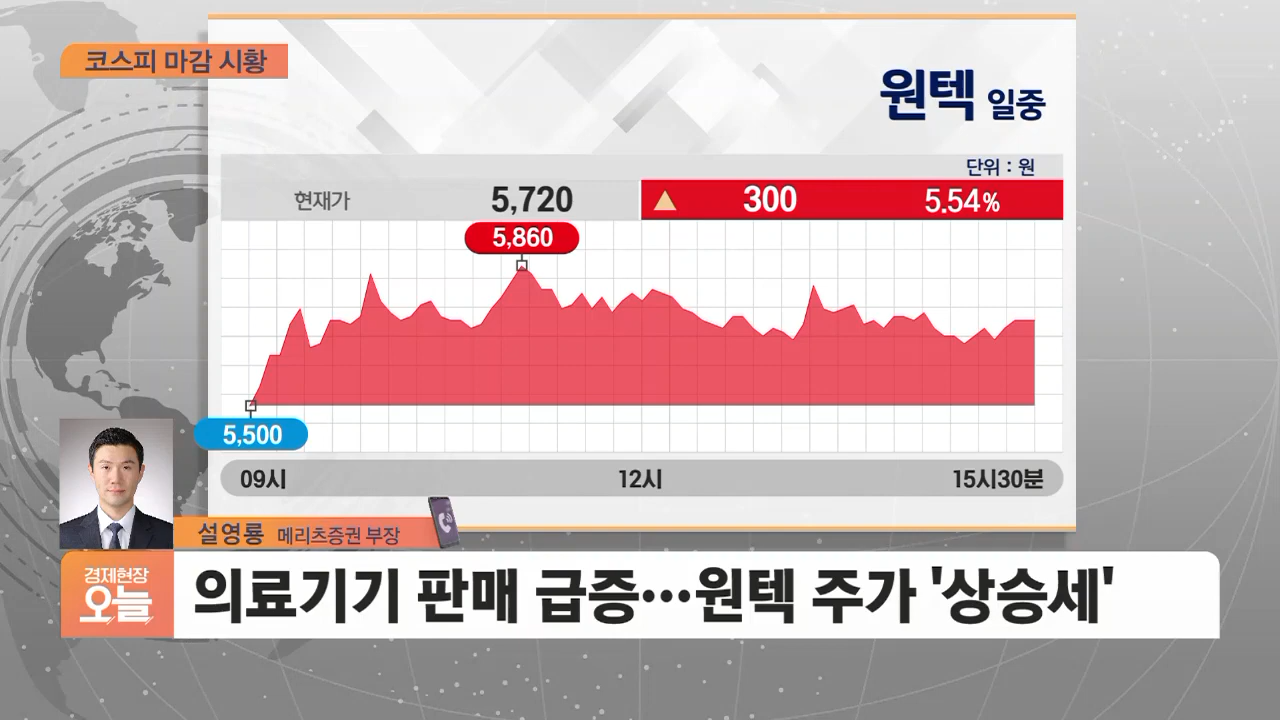 코스피 마감 시황
원텍 일중
단위 : 원
현재가 5,720 ▲ 300 5.54%
5,860
5,500
09시 12시 15시30분
설영룡 메리츠증권 부장
경제현장
오늘
의료기기 판매 급증…원텍 주가 '상승세'